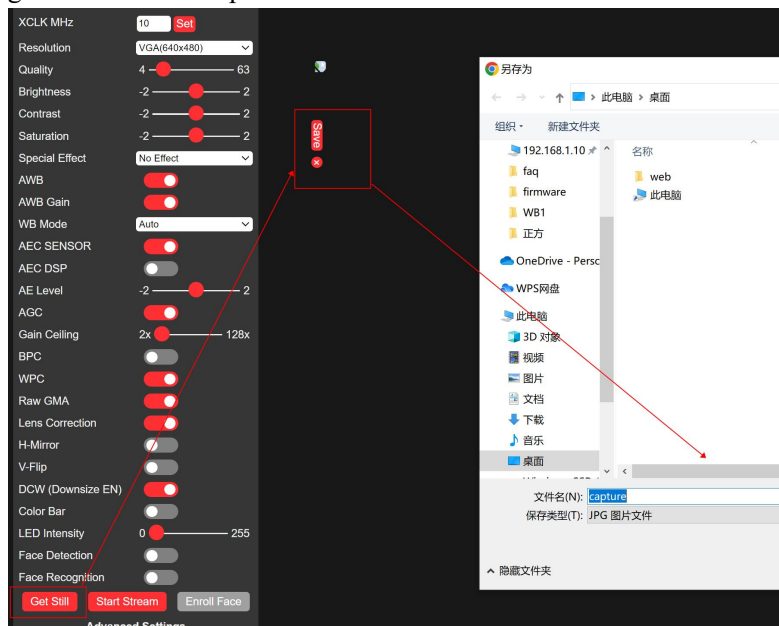 XCLK MHz 10 Set
Resolution VGA(640x480)
Quality 4 63
Brightness -2 2
Contrast -2 2
Saturation -2 2
Special Effect No Effect
AWB
AWB Gain
WB Mode Auto
AEC SENSOR
AEC DSP
AE Level -2 2
AGC
Gain Ceiling 2x 128x
BPC
WPC
Raw GMA
Lens Correction
H-Mirror
V-Flip
DCW (Downsize EN)
Color Bar
LED Intensity 0 255
Face Detection
Face Recognition
Get Still Start Stream Enroll Face
Save
×
另存为
此电脑 › 桌面
组织 新建文件夹
192.168.1.10
faq
firmware
WB1
正方
OneDrive - Persc
WPS网盘
此电脑
3D 对象
视频
图片
文档
下载
音乐
桌面
名称
web
此电脑
文件名(N): capture
保存类型(T): JPG 图片文件
隐藏文件夹